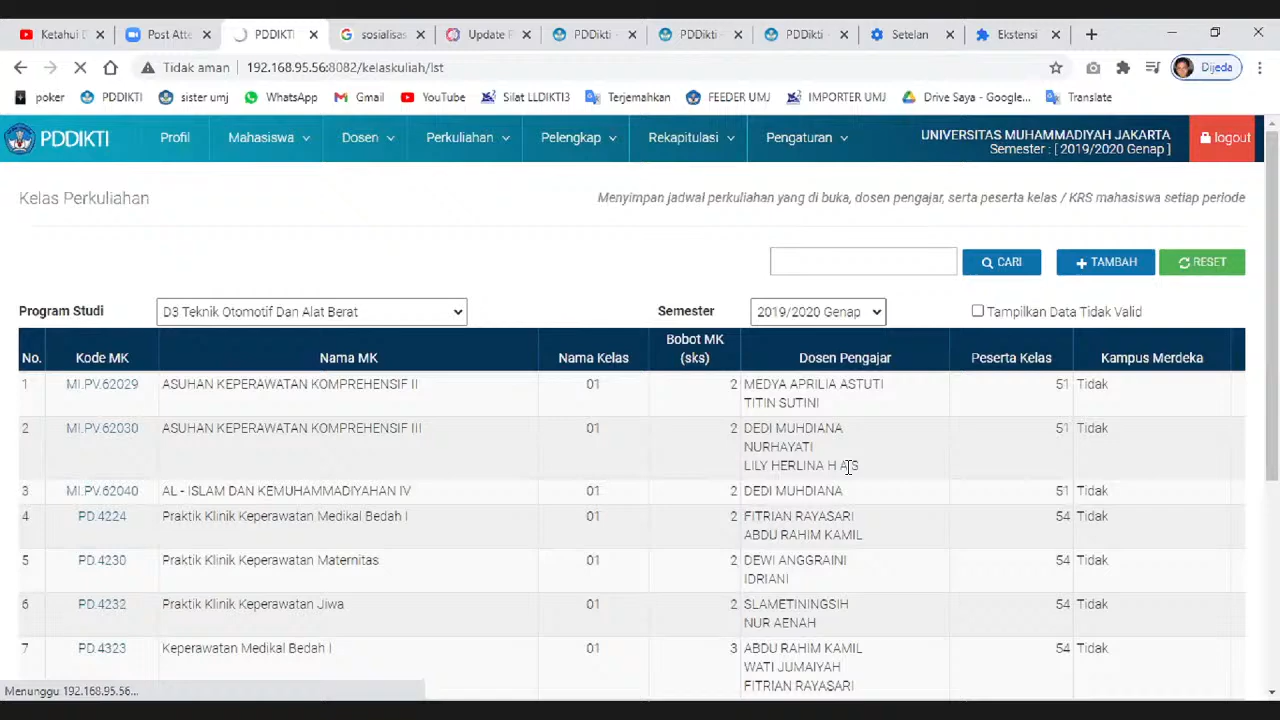 Ketahui D
Post Atte
PDDIKTI
sosialisas
Update P
PDDikti -
PDDikti -
PDDikti -
Setelan
Ekstensi
Tidak aman
192.168.95.56:8082/kelaskuliah/lst
Dijeda
poker
PDDIKTI
sister umj
WhatsApp
Gmail
YouTube
Silat LLDIKTI3
Terjemahkan
FEEDER UMJ
IMPORTER UMJ
Drive Saya - Google...
Translate
PDDIKTI
Profil
Mahasiswa
Dosen
Perkuliahan
Pelengkap
Rekapitulasi
Pengaturan
UNIVERSITAS MUHAMMADIYAH JAKARTA
Semester : [ 2019/2020 Genap ]
logout
Kelas Perkuliahan
Menyimpan jadwal perkuliahan yang di buka, dosen pengajar, serta peserta kelas / KRS mahasiswa setiap periode
CARI
TAMBAH
RESET
Program Studi
D3 Teknik Otomotif Dan Alat Berat
Semester
2019/2020 Genap
Tampilkan Data Tidak Valid
No. Kode MK Nama MK Nama Kelas Bobot MK (sks) Dosen Pengajar Peserta Kelas Kampus Merdeka
1 MI.PV.62029 ASUHAN KEPERAWATAN KOMPREHENSIF II 01 2 MEDYA APRILIA ASTUTI 51 Tidak
TITIN SUTINI
2 MI.PV.62030 ASUHAN KEPERAWATAN KOMPREHENSIF III 01 2 DEDI MUHDIANA 51 Tidak
NURHAYATI
LILY HERLINA H AIS
3 MI.PV.62040 AL - ISLAM DAN KEMUHAMMADIYAHAN IV 01 2 DEDI MUHDIANA 51 Tidak
4 PD.4224 Praktik Klinik Keperawatan Medikal Bedah I 01 2 FITRIAN RAYASARI 54 Tidak
ABDU RAHIM KAMIL
5 PD.4230 Praktik Klinik Keperawatan Maternitas 01 2 DEWI ANGGRAINI 54 Tidak
IDRIANI
6 PD.4232 Praktik Klinik Keperawatan Jiwa 01 2 SLAMETININGSIH 54 Tidak
NUR AENAH
7 PD.4323 Keperawatan Medikal Bedah I 01 3 ABDU RAHIM KAMIL 54 Tidak
WATI JUMAIYAH
FITRIAN RAYASARI
Menunggu 192.168.95.56...